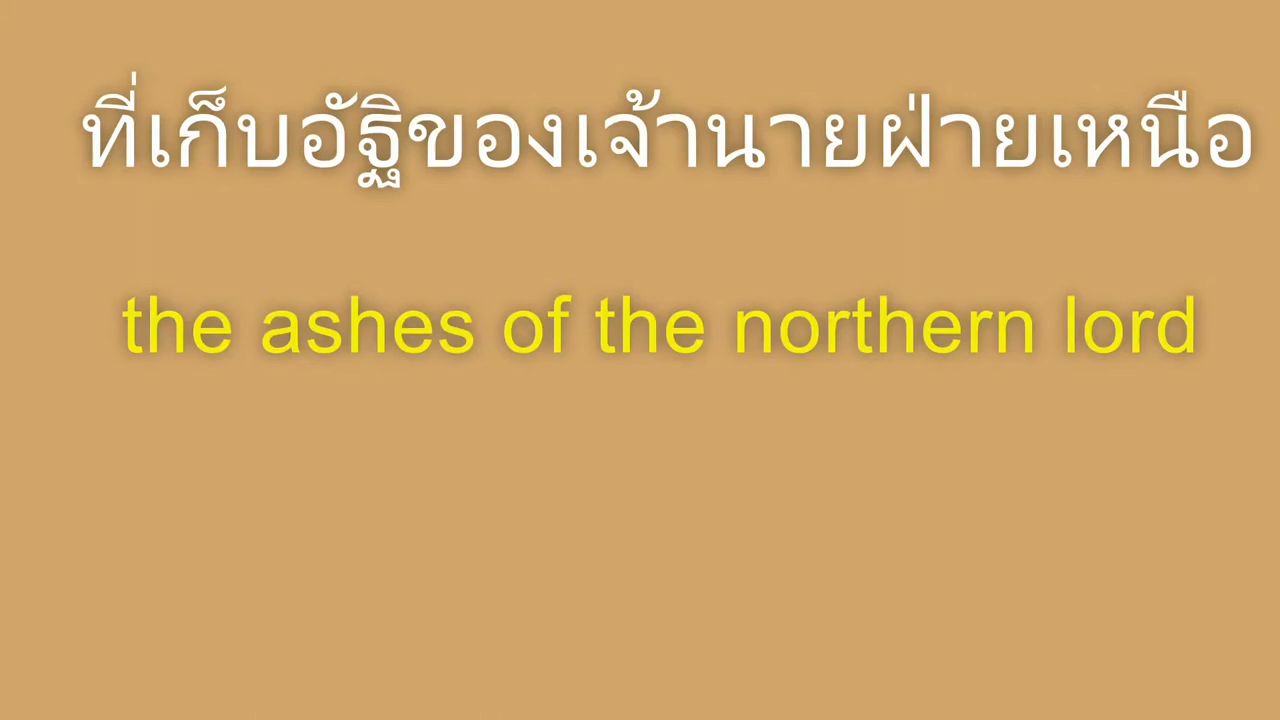 ที่เก็บอัฐิของเจ้านายฝ่ายเหนือ
the ashes of the northern lord